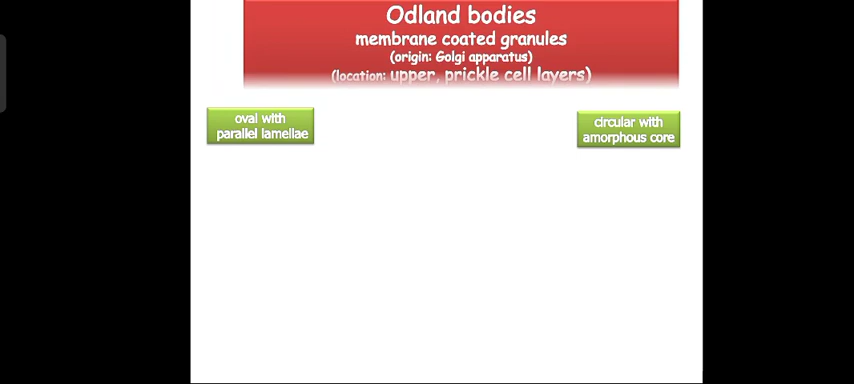 Odland bodies
membrane coated granules
(origin: Golgi apparatus)
(location: upper, prickle cell layers)
oval with
parallel lamellae
circular with
amorphous core